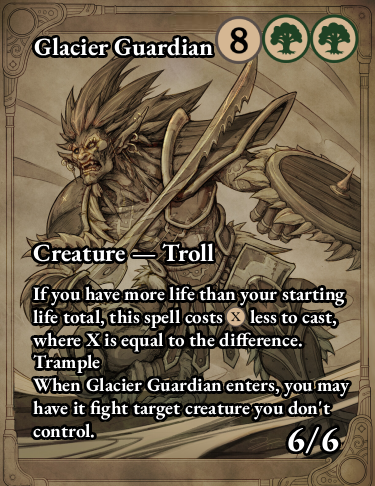 Glacier Guardian 8
Creature — Troll
If you have more life than your starting
life total, this spell costs X less to cast,
where X is equal to the difference.
Trample
When Glacier Guardian enters, you may
have it fight target creature you don't
control.
6/6